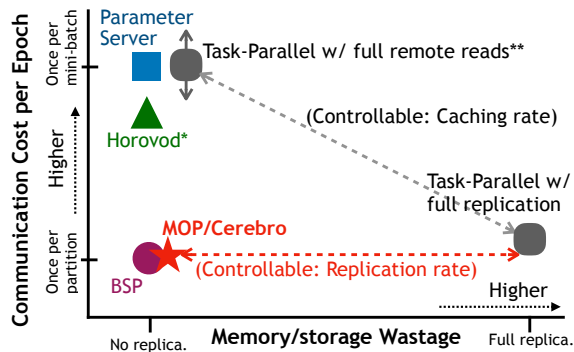 Communication Cost per Epoch
Higher
Once per
mini-batch
Once per
partition
Parameter
Server
Task-Parallel w/ full remote reads**
(Controllable: Caching rate)
Horovod*
Task-Parallel w/
full replication
MOP/Cerebro
(Controllable: Replication rate)
BSP
Higher
No replica.
Memory/storage Wastage
Full replica.